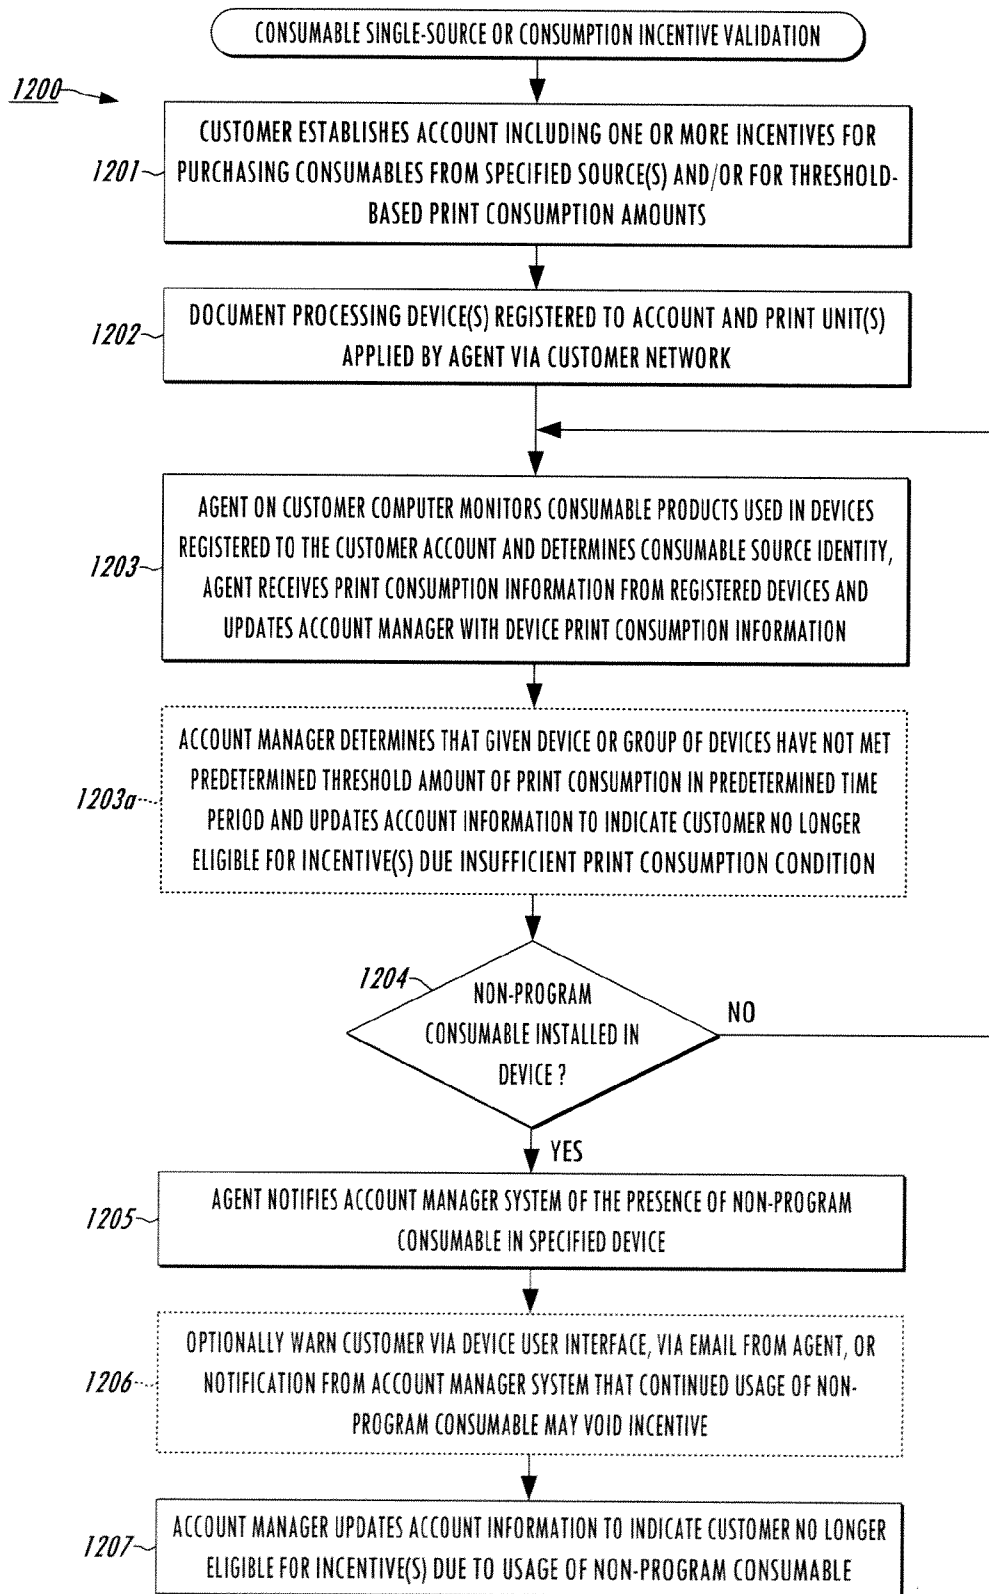 CONSUMABLE SINGLE-SOURCE OR CONSUMPTION INCENTIVE VALIDATION
1200
1201
CUSTOMER ESTABLISHES ACCOUNT INCLUDING ONE OR MORE INCENTIVES FOR
PURCHASING CONSUMABLES FROM SPECIFIED SOURCE(S) AND/OR FOR THRESHOLD-
BASED PRINT CONSUMPTION AMOUNTS
1202
DOCUMENT PROCESSING DEVICE(S) REGISTERED TO ACCOUNT AND PRINT UNIT(S)
APPLIED BY AGENT VIA CUSTOMER NETWORK
1203
AGENT ON CUSTOMER COMPUTER MONITORS CONSUMABLE PRODUCTS USED IN DEVICES
REGISTERED TO THE CUSTOMER ACCOUNT AND DETERMINES CONSUMABLE SOURCE IDENTITY,
AGENT RECEIVES PRINT CONSUMPTION INFORMATION FROM REGISTERED DEVICES AND
UPDATES ACCOUNT MANAGER WITH DEVICE PRINT CONSUMPTION INFORMATION
1203a
ACCOUNT MANAGER DETERMINES THAT GIVEN DEVICE OR GROUP OF DEVICES HAVE NOT MET
PREDETERMINED THRESHOLD AMOUNT OF PRINT CONSUMPTION IN PREDETERMINED TIME
PERIOD AND UPDATES ACCOUNT INFORMATION TO INDICATE CUSTOMER NO LONGER
ELIGIBLE FOR INCENTIVE(S) DUE INSUFFICIENT PRINT CONSUMPTION CONDITION
1204
NON-PROGRAM
CONSUMABLE INSTALLED IN
DEVICE ?
NO
YES
1205
AGENT NOTIFIES ACCOUNT MANAGER SYSTEM OF THE PRESENCE OF NON-PROGRAM
CONSUMABLE IN SPECIFIED DEVICE
1206
OPTIONALLY WARN CUSTOMER VIA DEVICE USER INTERFACE, VIA EMAIL FROM AGENT, OR
NOTIFICATION FROM ACCOUNT MANAGER SYSTEM THAT CONTINUED USAGE OF NON-
PROGRAM CONSUMABLE MAY VOID INCENTIVE
1207
ACCOUNT MANAGER UPDATES ACCOUNT INFORMATION TO INDICATE CUSTOMER NO LONGER
ELIGIBLE FOR INCENTIVE(S) DUE TO USAGE OF NON-PROGRAM CONSUMABLE